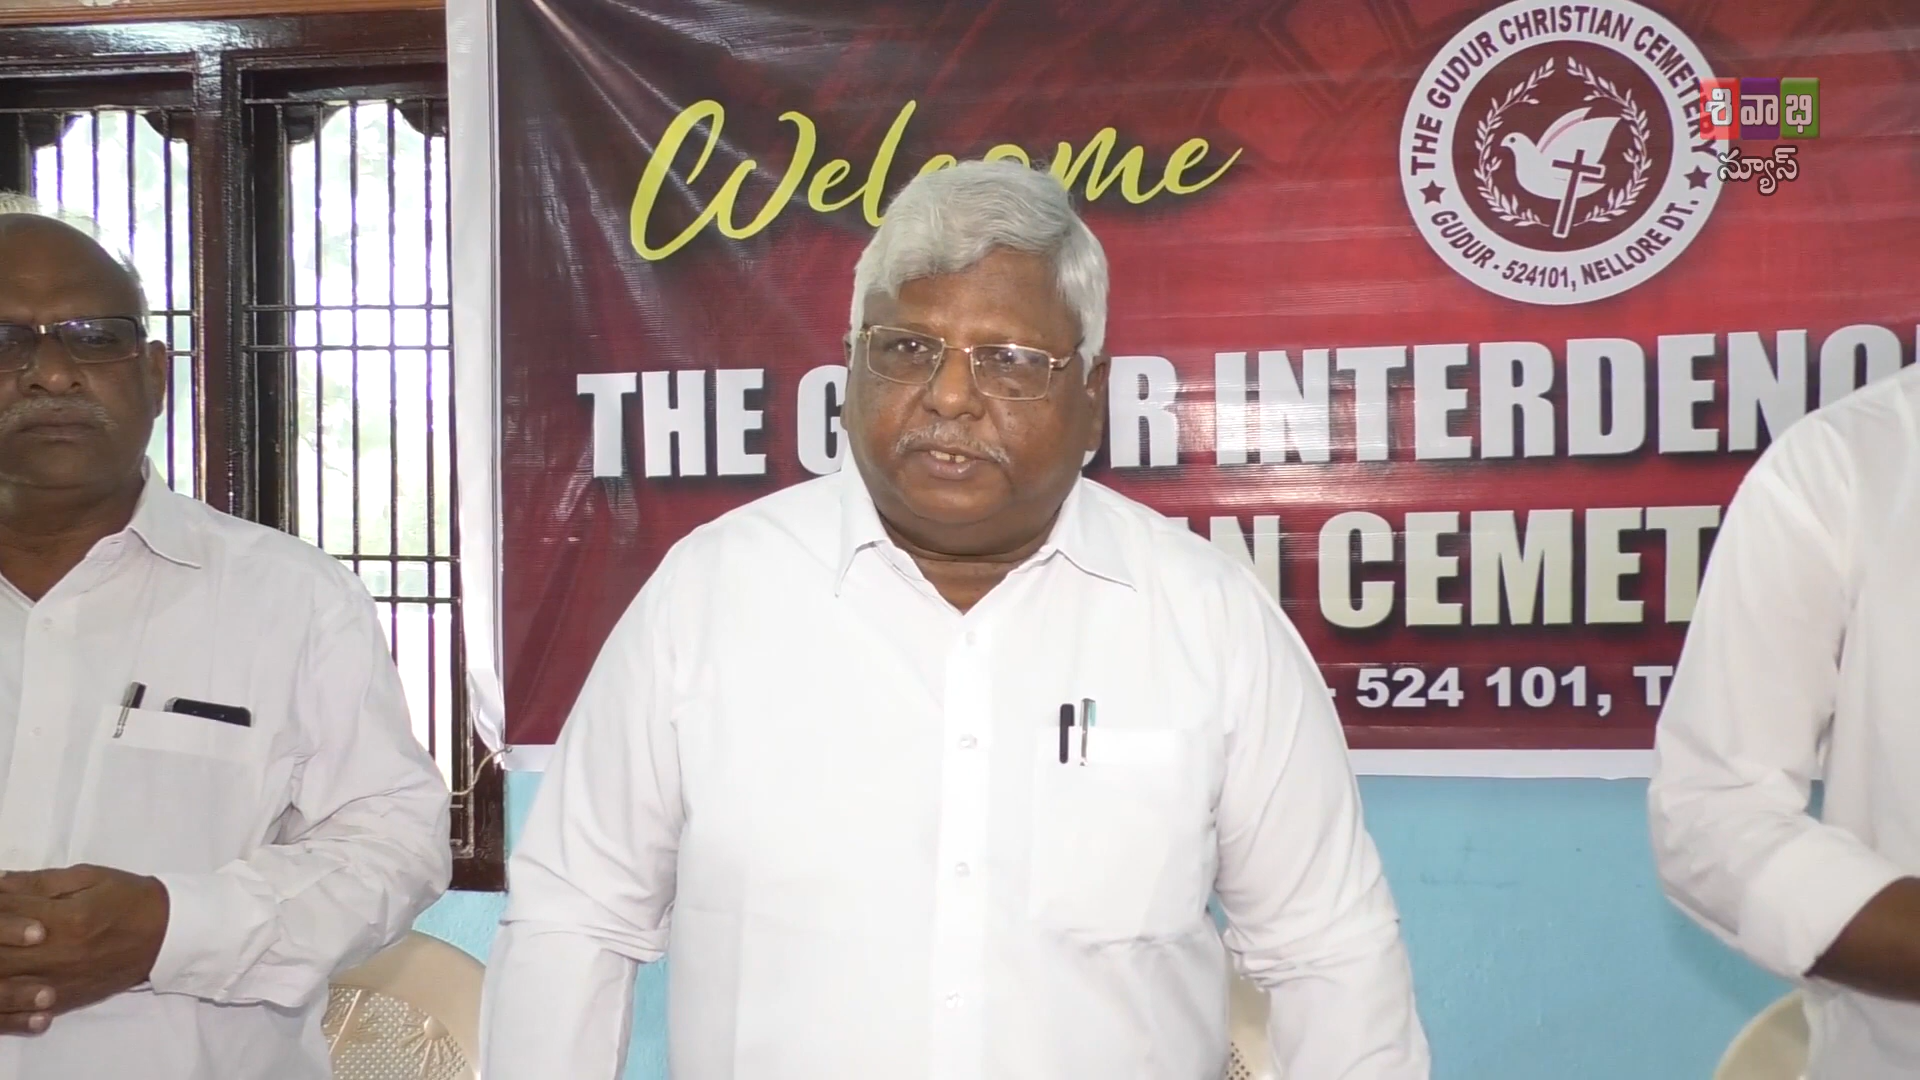 Welcome
THE GUDUR CHRISTIAN CEMETERY
GUDUR - 524101, NELLORE DT.
శివాభి
న్యూస్
THE G R INTERDENO
N CEMET
- 524 101, T